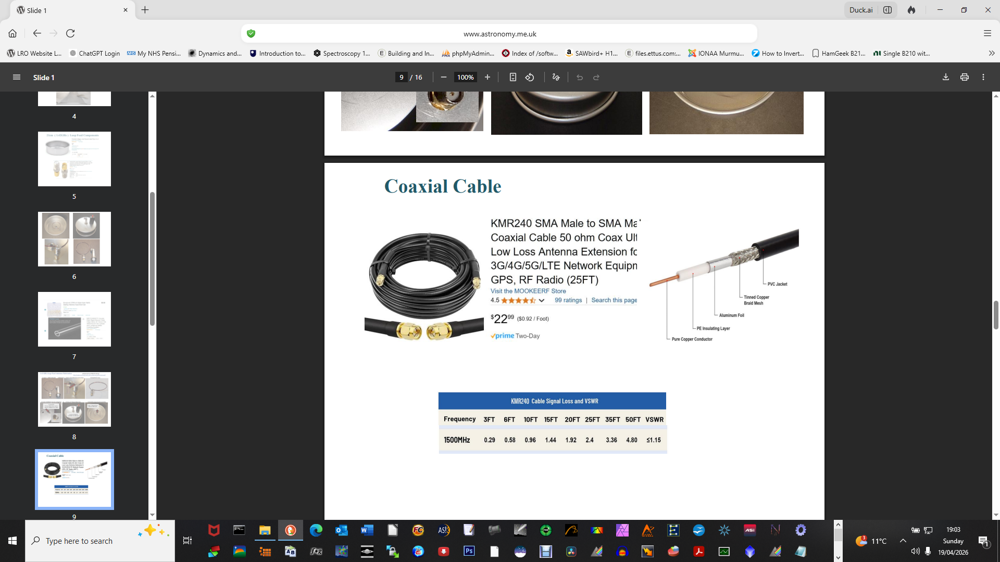 Slide 1
Duck.ai
www.astronomy.me.uk
LRO Website L...
ChatGPT Login
My NHS Pensi...
Dynamics and...
Introduction to...
Spectroscopy 1...
Building and In...
phpMyAdmin...
Index of /softw...
SAWbird+ H1...
files.ettus.com:...
IONAA Murmu...
How to Invert...
HamGeek B21...
Single B210 wit...
Slide 1
9 / 16
100%
4
5
6
7
8
9
Coaxial Cable
KMR240 SMA Male to SMA Ma
Coaxial Cable 50 ohm Coax Ult
Low Loss Antenna Extension fo
3G/4G/5G/LTE Network Equipn
GPS, RF Radio (25FT)
Visit the MOOKEERF Store
4.5
99 ratings | Search this page
$22.99 ($0.92 / Foot)
prime Two-Day
PVC Jacket
Tinned Copper
Braid Mesh
Aluminum Foil
PE Insulating Layer
Pure Copper Conductor
KMR240 Cable Signal Loss and VSWR
Frequency 3FT 6FT 10FT 15FT 20FT 25FT 35FT 50FT VSWR
1500MHz 0.29 0.58 0.96 1.44 1.92 2.4 3.36 4.80 ≤1.15
Type here to search
3
11°C
19:03
Sunday
19/04/2026
1